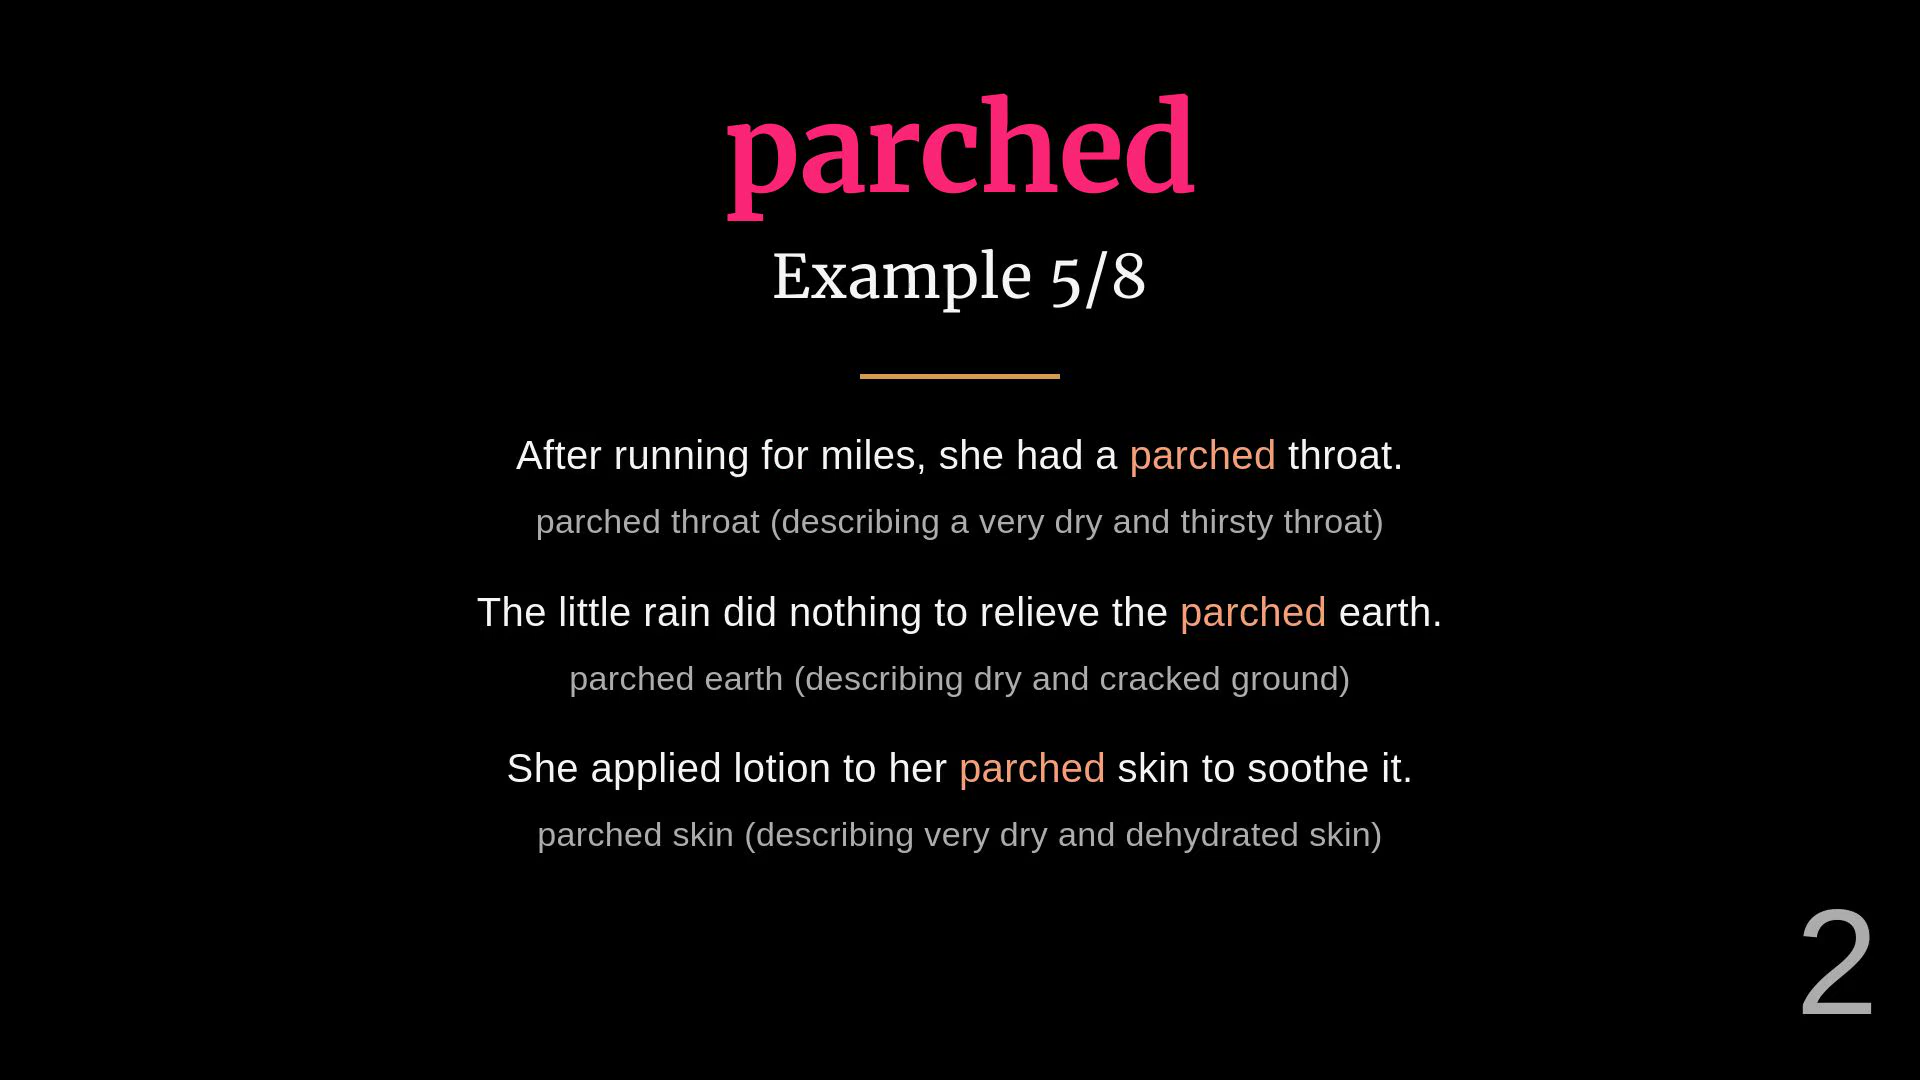 parched
Example 5/8
After running for miles, she had a parched throat.
parched throat (describing a very dry and thirsty throat)
The little rain did nothing to relieve the parched earth.
parched earth (describing dry and cracked ground)
She applied lotion to her parched skin to soothe it.
parched skin (describing very dry and dehydrated skin)
2